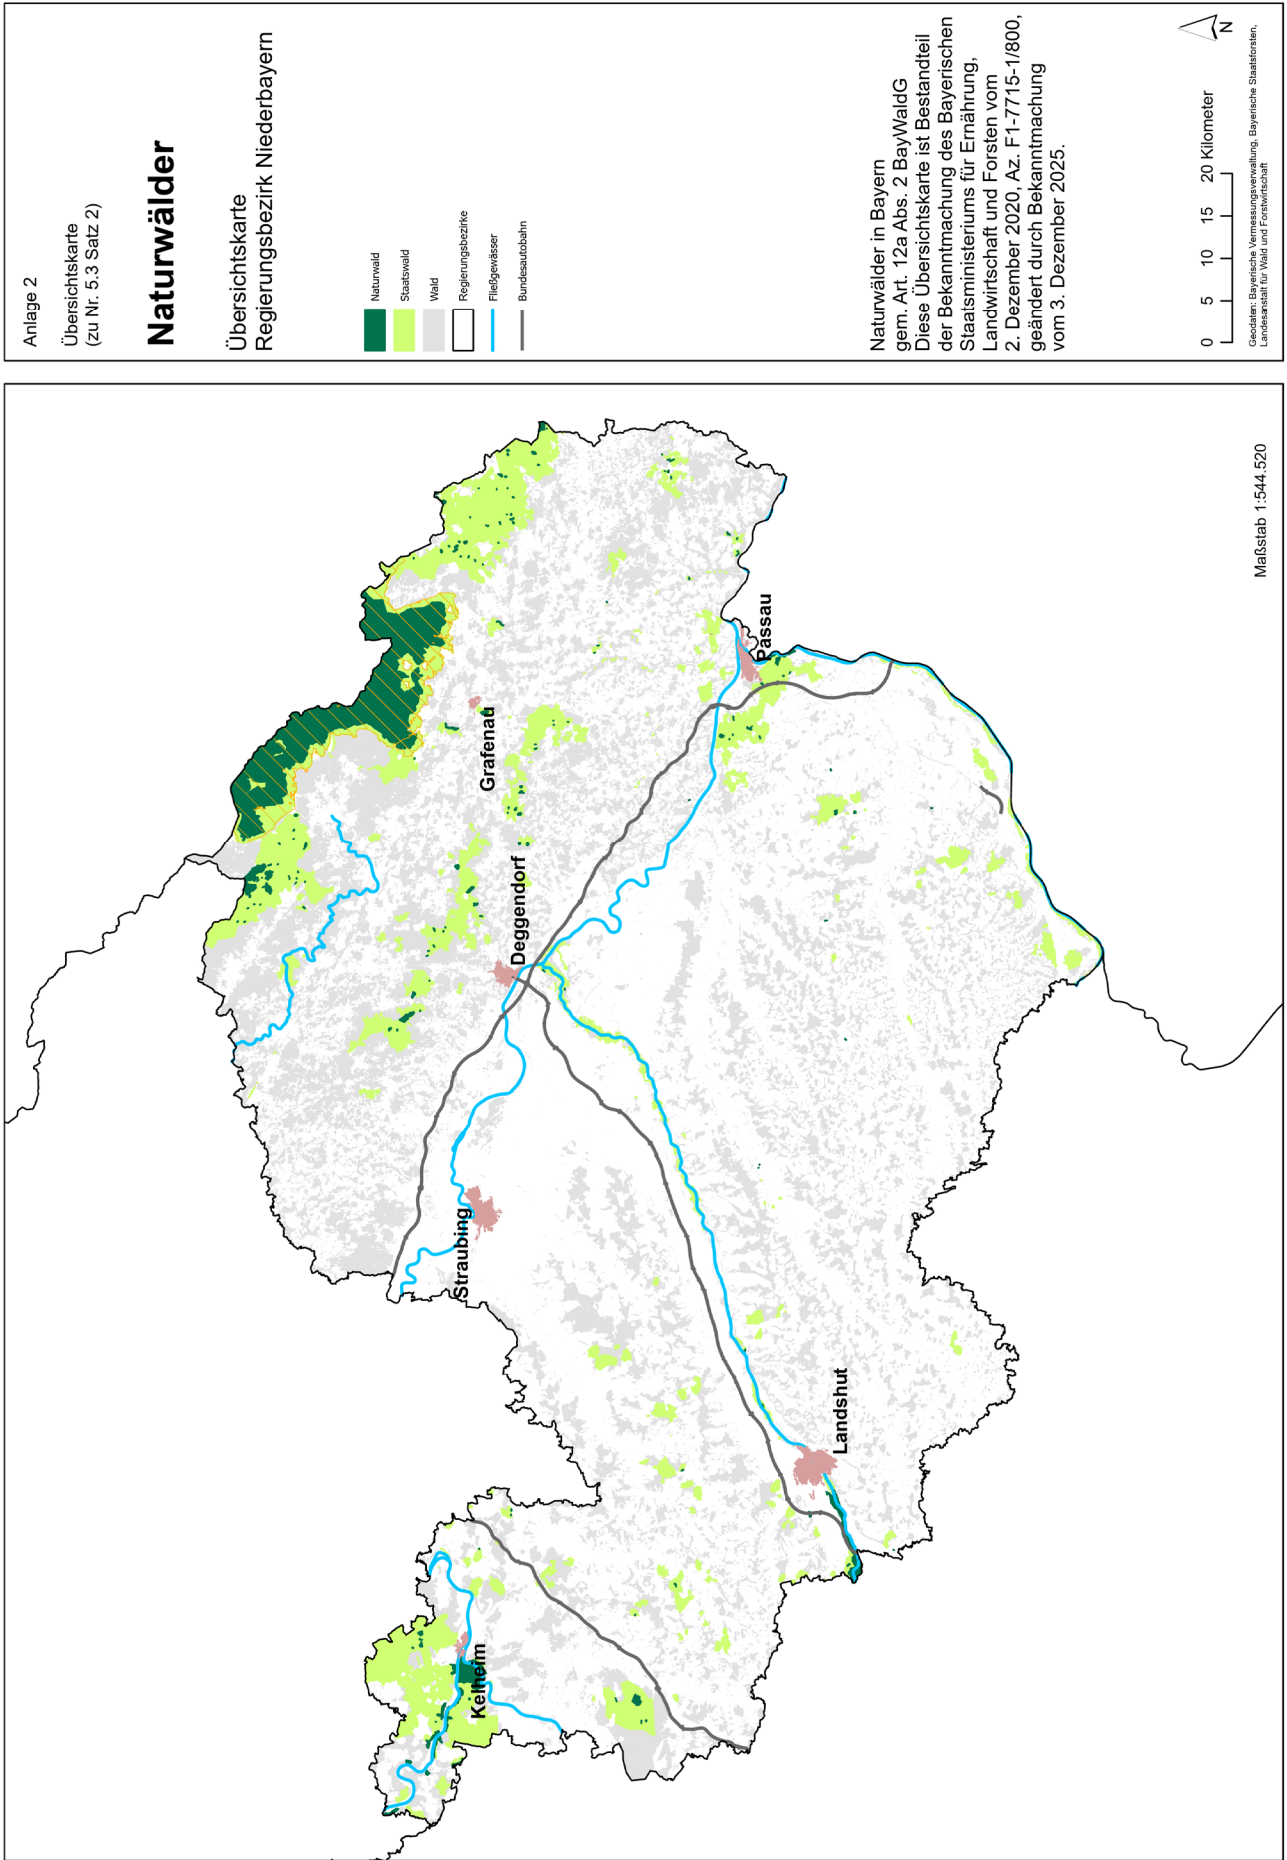 Anlage 2
Übersichtskarte
(zu Nr. 5.3 Satz 2)
Naturwälder
Übersichtskarte
Regierungsbezirk Niederbayern
Naturwald
Staatswald
Wald
Regierungsbezirke
Fließgewässer
Bundesautobahn
Naturwälder in Bayern
gem. Art. 12a Abs. 2 BayWaldG
Diese Übersichtskarte ist Bestandteil
der Bekanntmachung des Bayerischen
Staatsministeriums für Ernährung,
Landwirtschaft und Forsten vom
2. Dezember 2020, Az. F1-7715-1/800,
geändert durch Bekanntmachung
vom 3. Dezember 2025.
0 5 10 15 20 Kilometer
N
Geodaten: Bayerische Vermessungsverwaltung, Bayerische Staatsforsten,
Landesanstalt für Wald und Forstwirtschaft
Kelheim
Straubing
Landshut
Deggendorf
Grafenau
Passau
Maßstab 1:544.520